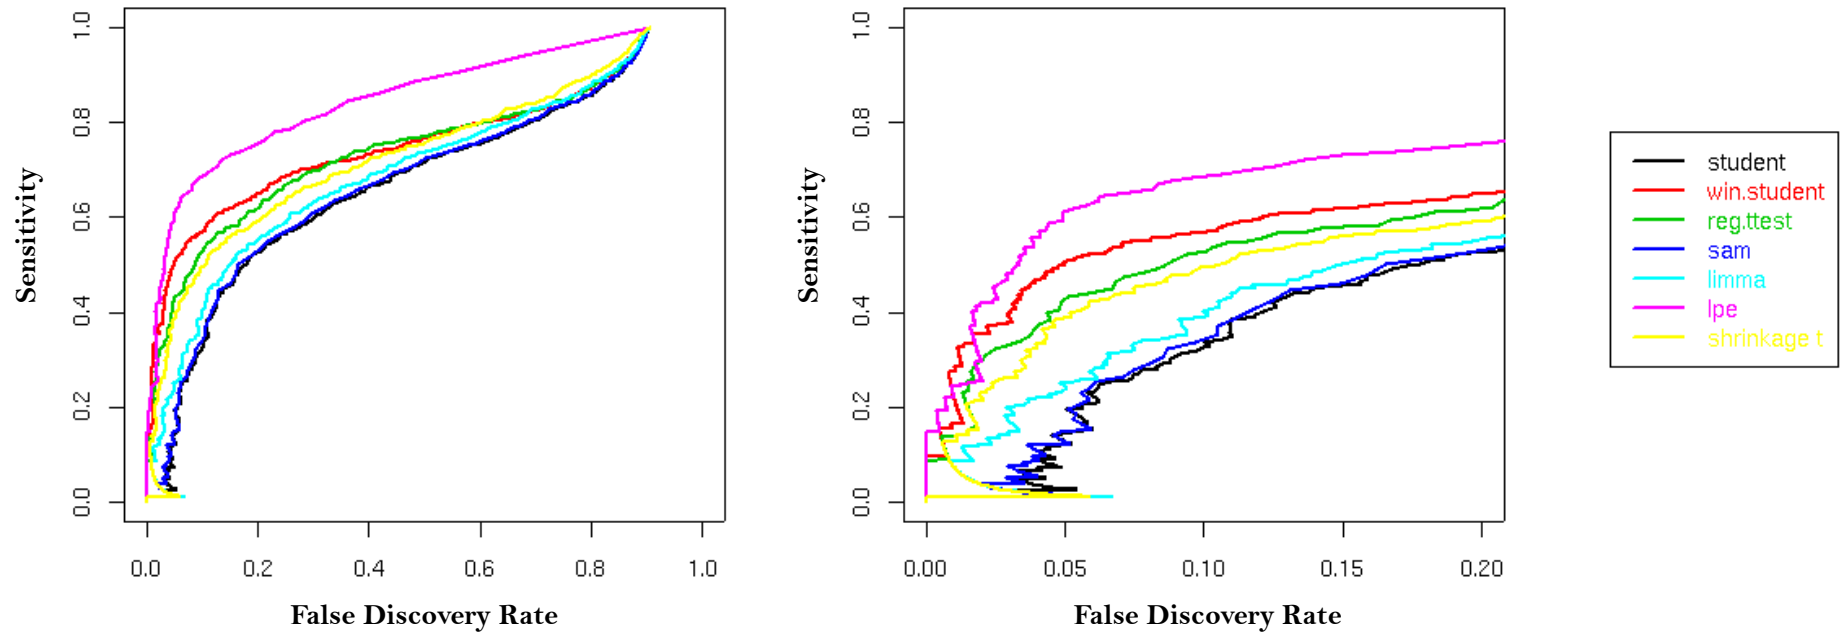 Sensitivity
1.0
0.8
0.6
0.4
0.2
0.0
0.0 0.2 0.4 0.6 0.8 1.0
False Discovery Rate
Sensitivity
1.0
0.8
0.6
0.4
0.2
0.0
0.00 0.05 0.10 0.15 0.20
False Discovery Rate
student
win.student
reg.ttest
sam
limma
lpe
shrinkage t